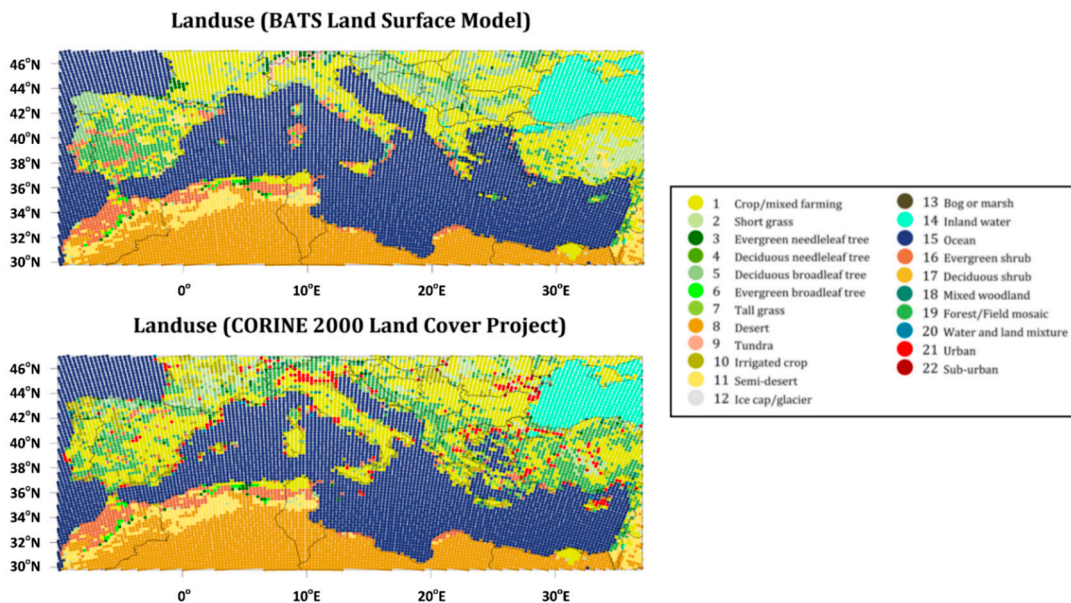 Landuse (BATS Land Surface Model)
46°N
44°N
42°N
40°N
38°N
36°N
34°N
32°N
30°N
0°
10°E
20°E
30°E
Landuse (CORINE 2000 Land Cover Project)
46°N
44°N
42°N
40°N
38°N
36°N
34°N
32°N
30°N
0°
10°E
20°E
30°E
1 Crop/mixed farming
2 Short grass
3 Evergreen needleleaf tree
4 Deciduous needleleaf tree
5 Deciduous broadleaf tree
6 Evergreen broadleaf tree
7 Tall grass
8 Desert
9 Tundra
10 Irrigated crop
11 Semi-desert
12 Ice cap/glacier
13 Bog or marsh
14 Inland water
15 Ocean
16 Evergreen shrub
17 Deciduous shrub
18 Mixed woodland
19 Forest/Field mosaic
20 Water and land mixture
21 Urban
22 Sub-urban